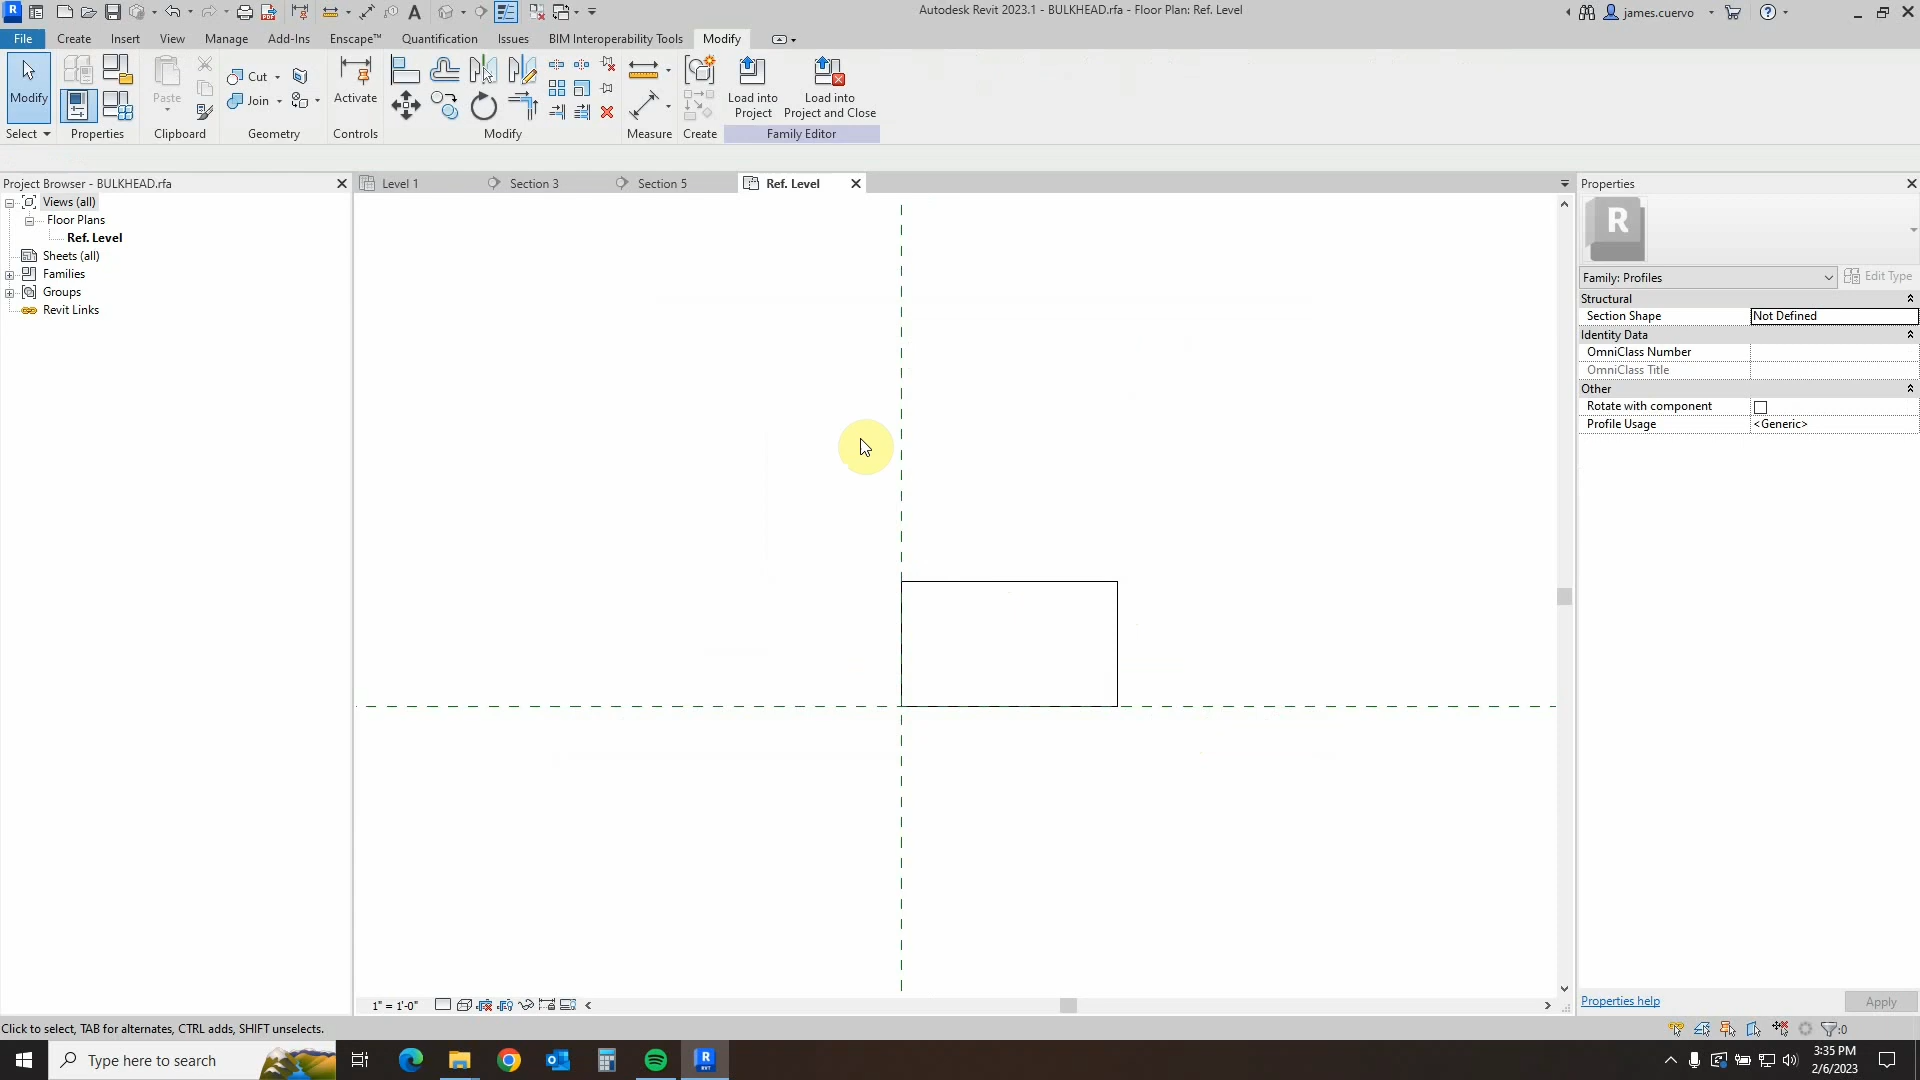 Autodesk Revit 2023.1 - BULKHEAD.rfa - Floor Plan: Ref. Level
james.cuervo
File Create Insert View Manage Add-Ins Enscape™ Quantification Issues BIM Interoperability Tools Modify
Modify
Paste
Cut
Join
Activate
Load into
Project
Load into
Project and Close
Select Properties Clipboard Geometry Controls Modify Measure Create Family Editor
Project Browser - BULKHEAD.rfa
Level 1 Section 3 Section 5 Ref. Level
Properties
Views (all)
Floor Plans
Ref. Level
Sheets (all)
Families
Groups
Revit Links
R
Family: Profiles Edit Type
Structural
Section Shape Not Defined
Identity Data
OmniClass Number
OmniClass Title
Other
Rotate with component
Profile Usage <Generic>
Properties help Apply
1" = 1'-0"
Click to select, TAB for alternates, CTRL adds, SHIFT unselects.
:0
Type here to search
3:35 PM
2/6/2023